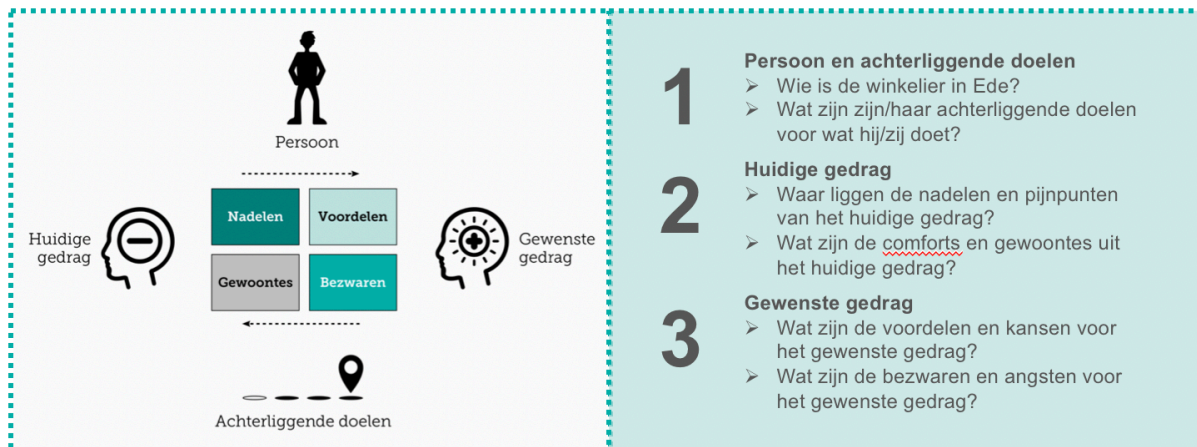 Persoon
Nadelen
Voordelen
Huidige
gedrag
Gewenste
gedrag
Gewoontes
Bezwaren
Achterliggende doelen
1
Persoon en achterliggende doelen
➢ Wie is de winkelier in Ede?
➢ Wat zijn zijn/haar achterliggende doelen
voor wat hij/zij doet?
2
Huidige gedrag
➢ Waar liggen de nadelen en pijnpunten
van het huidige gedrag?
➢ Wat zijn de comforts en gewoontes uit
het huidige gedrag?
3
Gewenste gedrag
➢ Wat zijn de voordelen en kansen voor
het gewenste gedrag?
➢ Wat zijn de bezwaren en angsten voor
het gewenste gedrag?